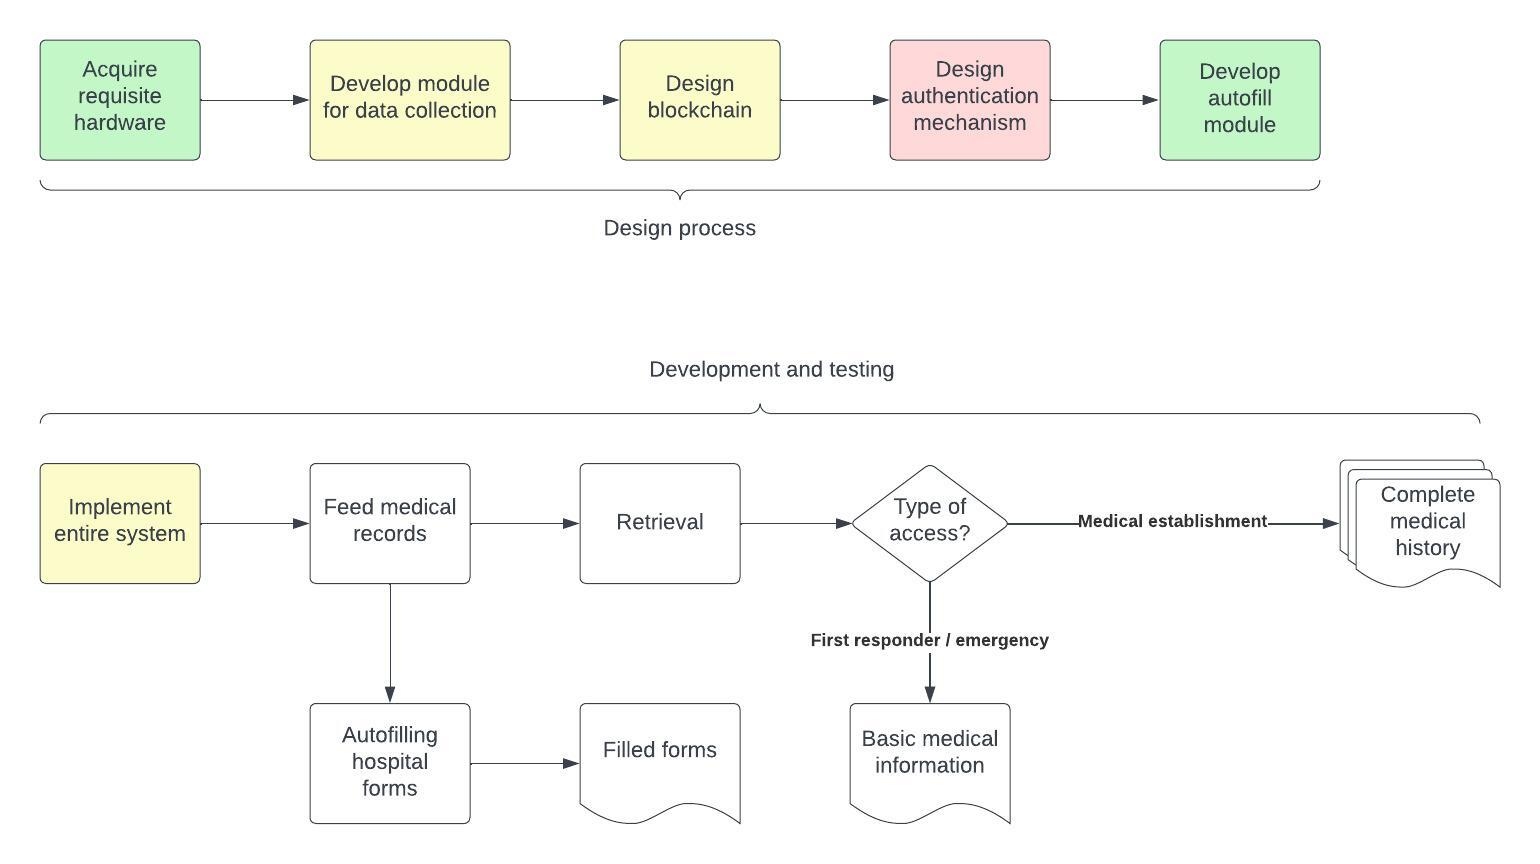 Acquire
requisite
hardware
Develop module
for data collection
Design
blockchain
Design
authentication
mechanism
Develop
autofill
module
Design process
Development and testing
Implement
entire system
Feed medical
records
Retrieval
Type of
access?
Medical establishment
Complete
medical
history
First responder / emergency
Autofilling
hospital
forms
Filled forms
Basic medical
information